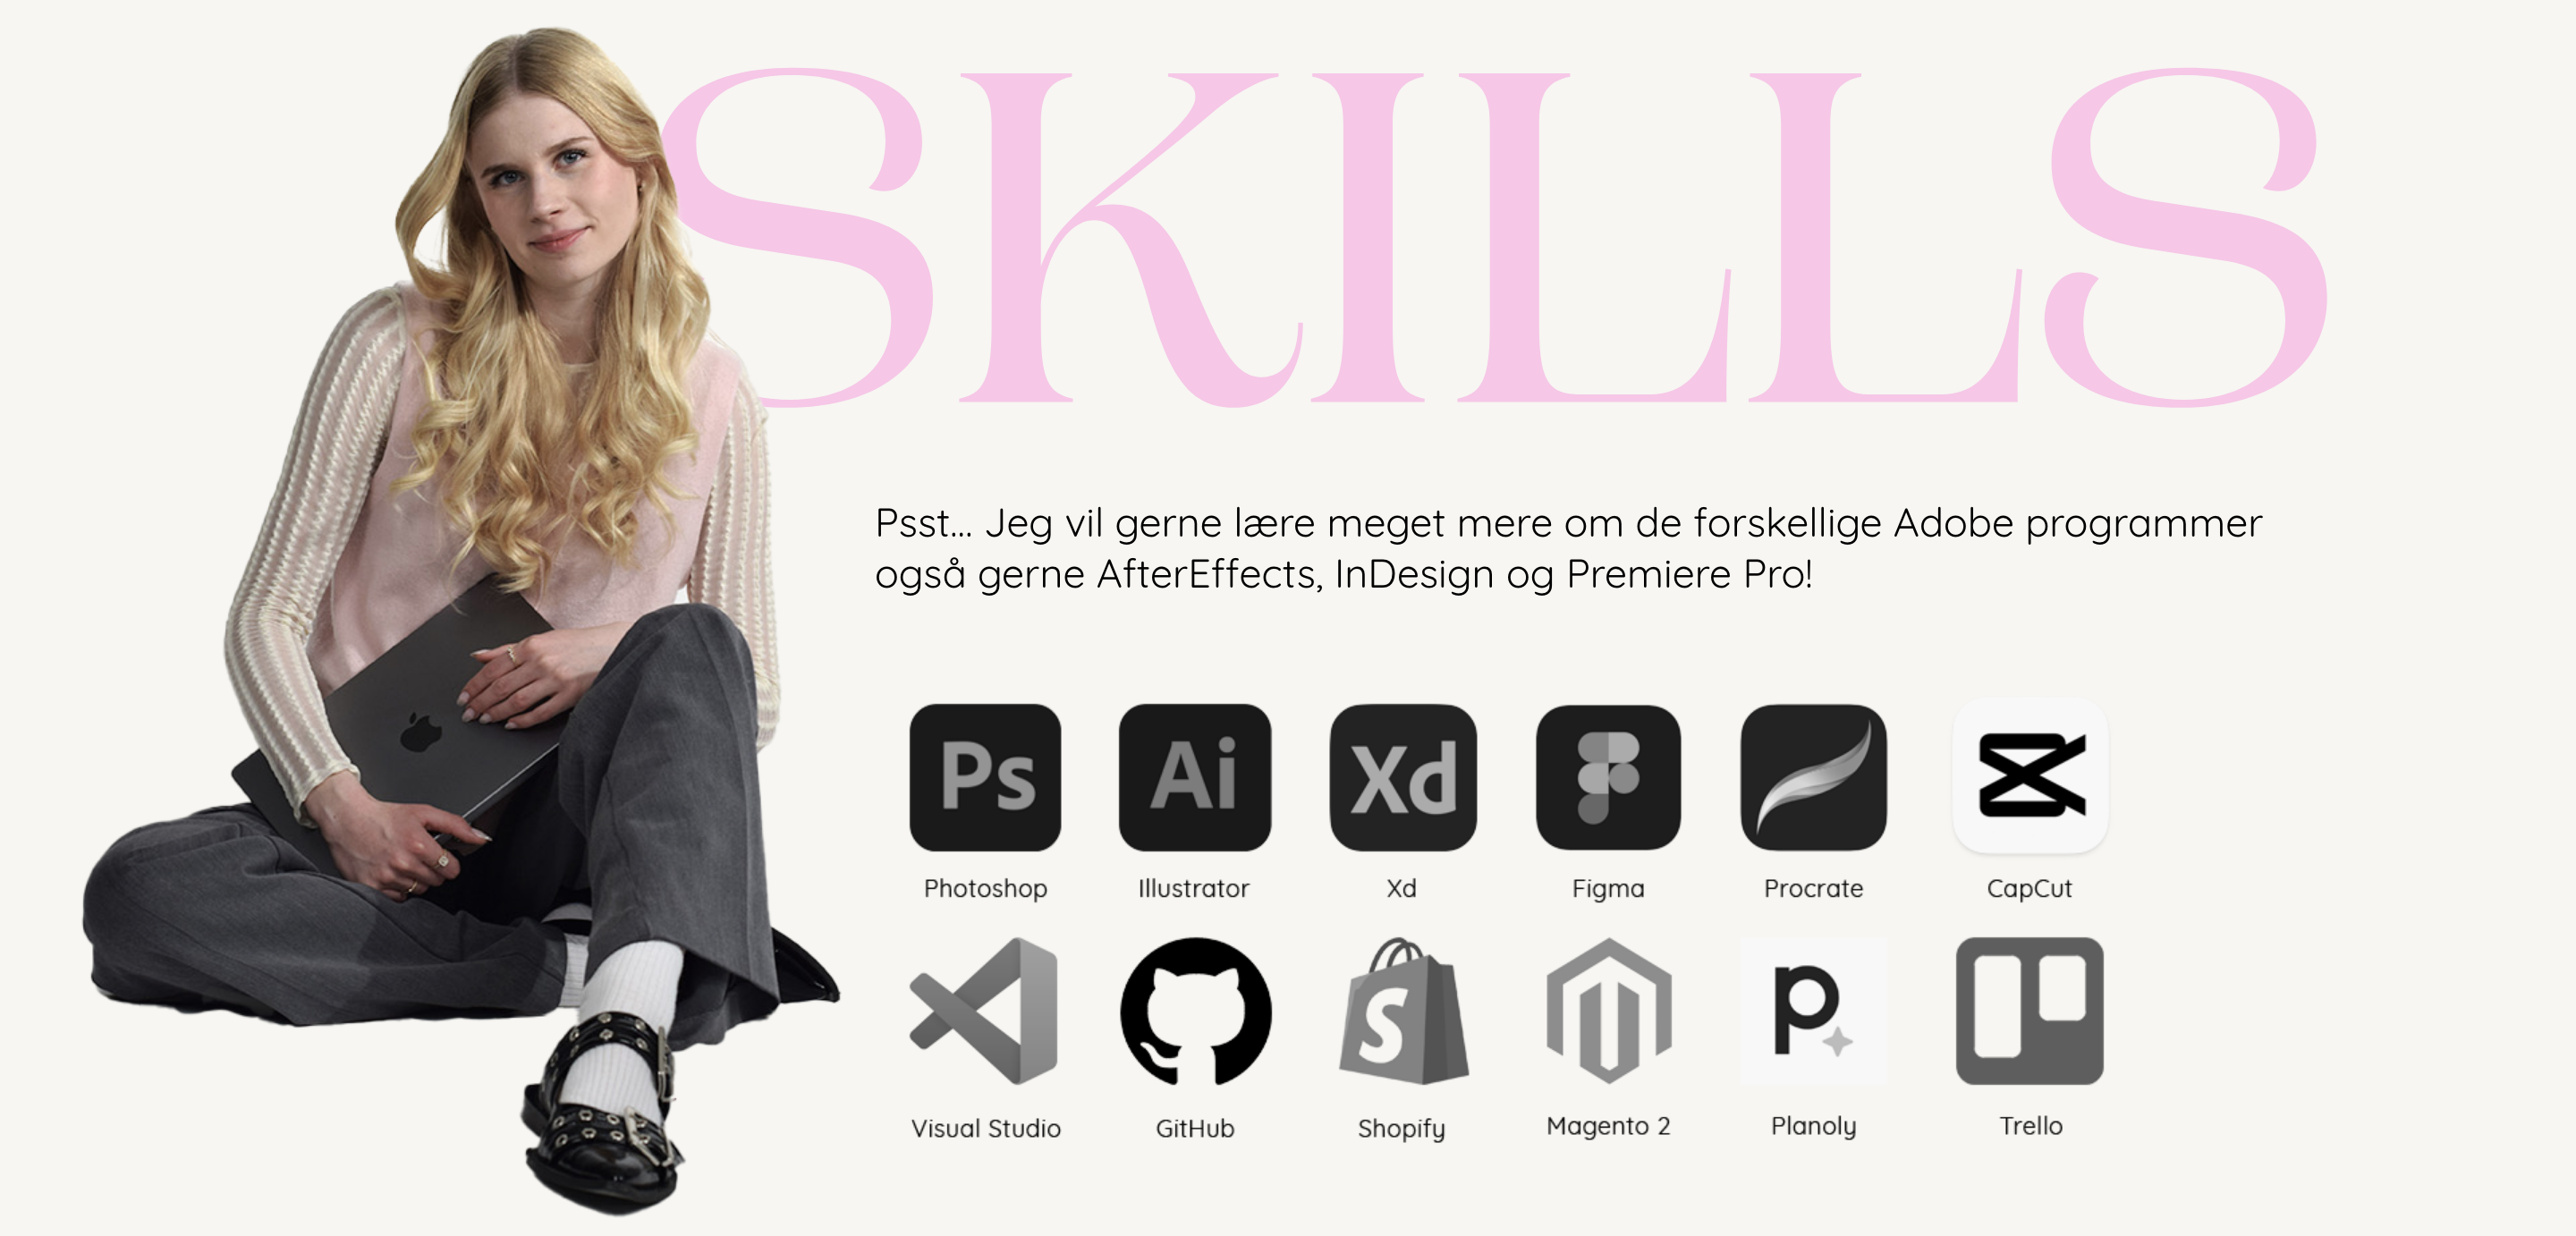 SKILLS
Psst... Jeg vil gerne lære meget mere om de forskellige Adobe programmer
også gerne AfterEffects, InDesign og Premiere Pro!
Ps Ai Xd
Photoshop Illustrator Xd Figma Procrate CapCut
Visual Studio GitHub Shopify Magento 2 Planoly Trello